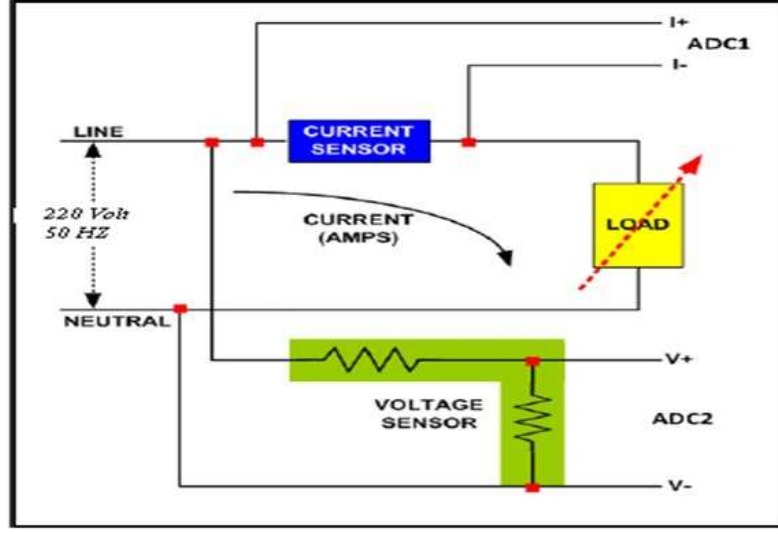 I+
ADC1
I-
LINE
CURRENT
SENSOR
220 Volt
50 HZ
CURRENT
(AMPS)
LOAD
NEUTRAL
V+
VOLTAGE
SENSOR
ADC2
V-